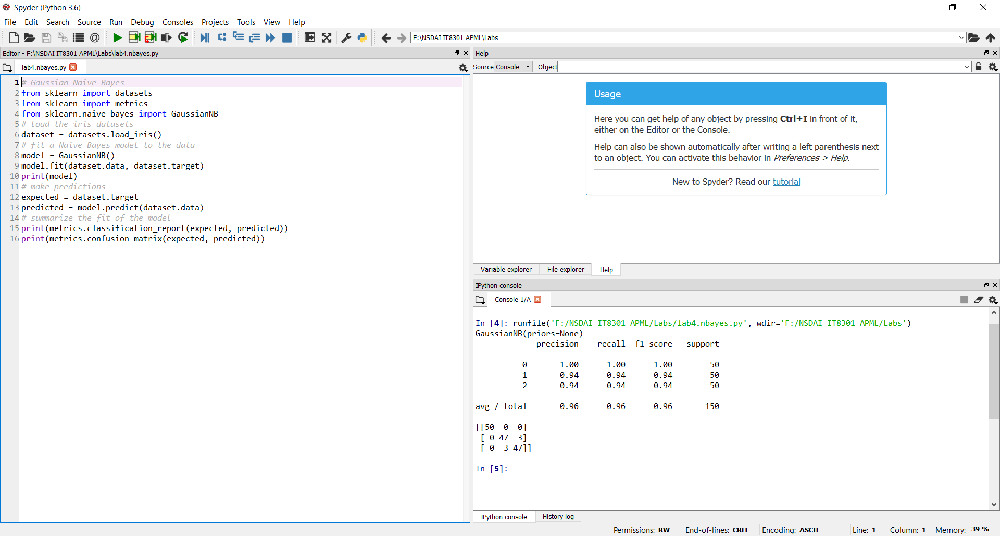 Spyder (Python 3.6)
File Edit Search Source Run Debug Consoles Projects Tools View Help
F:\NSDAI IT8301 APML\Labs
Editor - F:\NSDAI IT8301 APML\Labs\lab4.nbayes.py
lab4.nbayes.py
1 # Gaussian Naive Bayes
2 from sklearn import datasets
3 from sklearn import metrics
4 from sklearn.naive_bayes import GaussianNB
5 # load the iris datasets
6 dataset = datasets.load_iris()
7 # fit a Naive Bayes model to the data
8 model = GaussianNB()
9 model.fit(dataset.data, dataset.target)
10 print(model)
11 # make predictions
12 expected = dataset.target
13 predicted = model.predict(dataset.data)
14 # summarize the fit of the model
15 print(metrics.classification_report(expected, predicted))
16 print(metrics.confusion_matrix(expected, predicted))
Help
Source Console Object
Usage
Here you can get help of any object by pressing Ctrl+I in front of it,
either on the Editor or the Console.
Help can also be shown automatically after writing a left parenthesis next
to an object. You can activate this behavior in Preferences > Help.
New to Spyder? Read our tutorial
Variable explorer File explorer Help
IPython console
Console 1/A
In [4]: runfile('F:/NSDAI IT8301 APML/Labs/lab4.nbayes.py', wdir='F:/NSDAI IT8301 APML/Labs')
GaussianNB(priors=None)
precision recall f1-score support
0 1.00 1.00 1.00 50
1 0.94 0.94 0.94 50
2 0.94 0.94 0.94 50
avg / total 0.96 0.96 0.96 150
[[50 0 0]
[ 0 47 3]
[ 0 3 47]]
In [5]:
IPython console History log
Permissions: RW End-of-lines: CRLF Encoding: ASCII Line: 1 Column: 1 Memory: 39 %